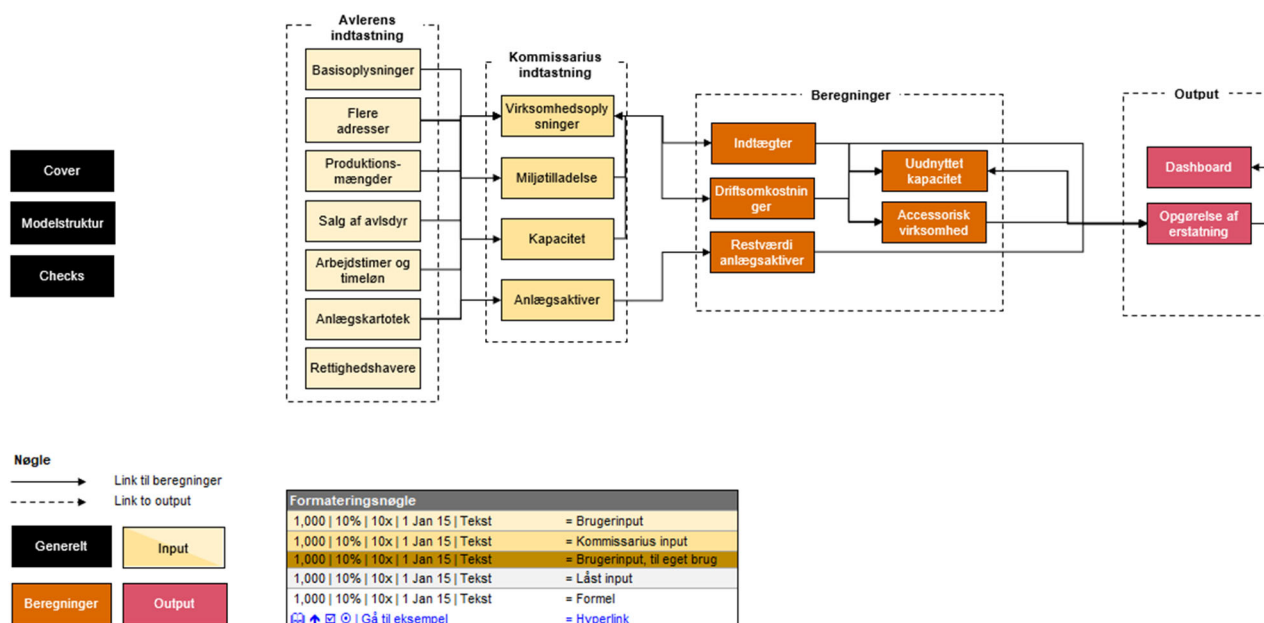 Avlerens
indtastning
Basisoplysninger
Flere
adresser
Produktions-
mængder
Salg af avlsdyr
Arbejdstimer og
timeløn
Anlægskartotek
Rettighedshavere
Kommissarius
indtastning
Virksomhedsoply
sninger
Miljøtilladelse
Kapacitet
Anlægsaktiver
Beregninger
Indtægter
Driftsomkostnin
ger
Restværdi
anlægsaktiver
Uudnyttet
kapacitet
Accessorisk
virksomhed
Output
Dashboard
Opgørelse af
erstatning
Cover
Modelstruktur
Checks
Nøgle
Link til beregninger
Link to output
Generelt
Input
Beregninger
Output
Formateringsnøgle
1,000 | 10% | 10x | 1 Jan 15 | Tekst = Brugerinput
1,000 | 10% | 10x | 1 Jan 15 | Tekst = Kommissarius input
1,000 | 10% | 10x | 1 Jan 15 | Tekst = Brugerinput, til eget brug
1,000 | 10% | 10x | 1 Jan 15 | Tekst = Låst input
1,000 | 10% | 10x | 1 Jan 15 | Tekst = Formel
| Gå til eksempel = Hyperlink